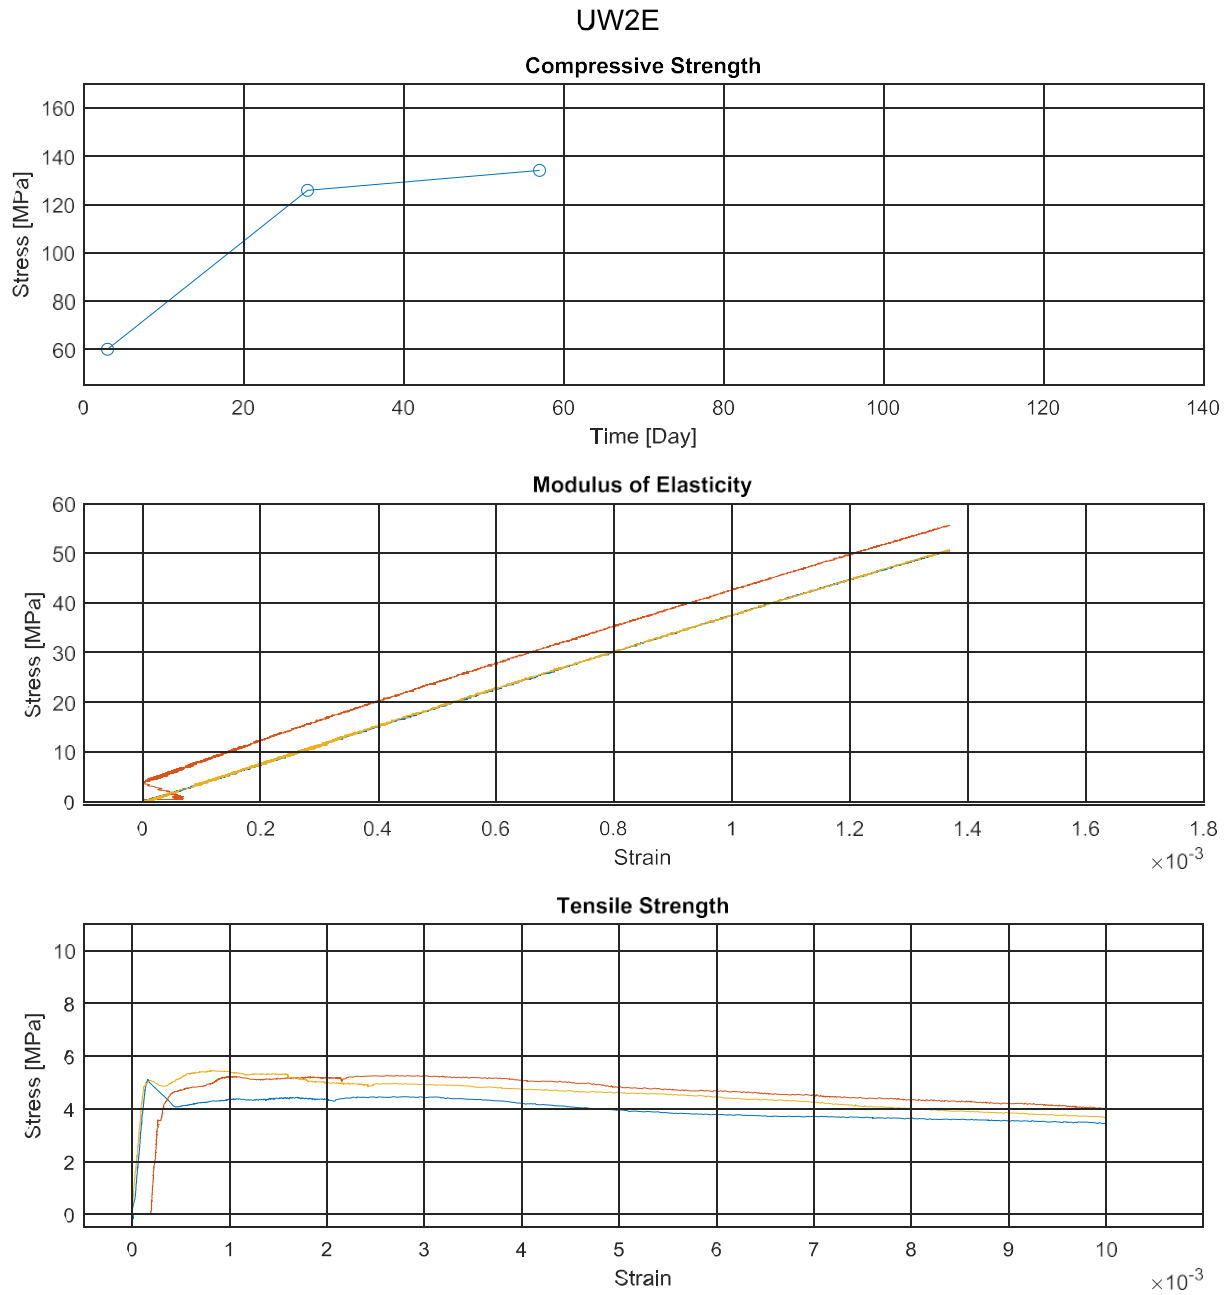 UW2E
Compressive Strength
160
140
120
100
80
60
Stress [MPa]
0 20 40 60 80 100 120 140
Time [Day]
Modulus of Elasticity
60
50
40
30
20
10
0
Stress [MPa]
0 0.2 0.4 0.6 0.8 1 1.2 1.4 1.6 1.8
Strain
×10-3
Tensile Strength
10
8
6
4
2
0
Stress [MPa]
0 1 2 3 4 5 6 7 8 9 10
Strain
×10-3